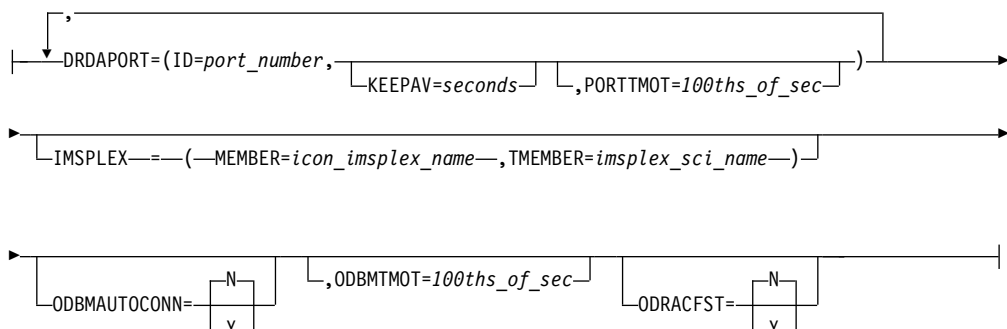 ,
DRDAPORT=(ID=port_number, )
KEEPAV=seconds ,PORTTMOT=100ths_of_sec
IMSPLEX = ( MEMBER=icon_imsplex_name ,TMEMBER=imsplex_sci_name )
N N
ODBMAUTOCONN= ,ODBMTMOT=100ths_of_sec ODRACFST=
Y Y